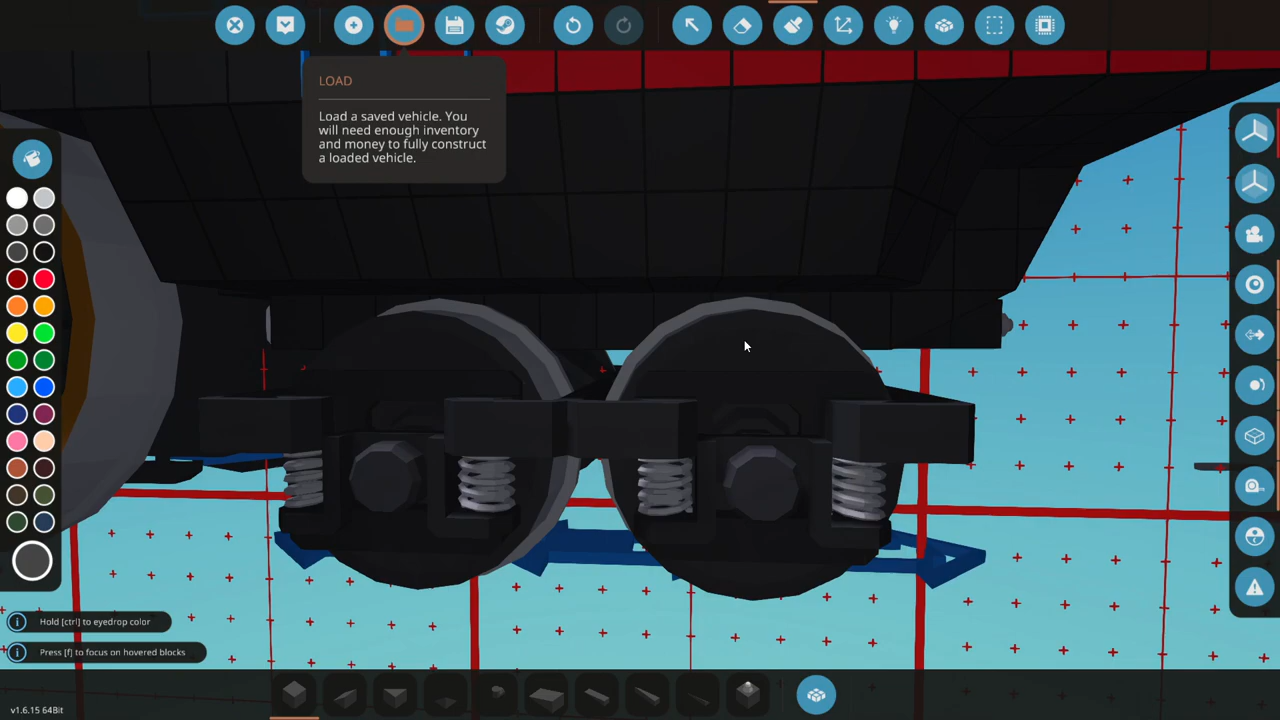 LOAD
Load a saved vehicle. You
will need enough inventory
and money to fully construct
a loaded vehicle.
Hold [ctrl] to eyedrop color
Press [f] to focus on hovered blocks
v1.6.15 64Bit